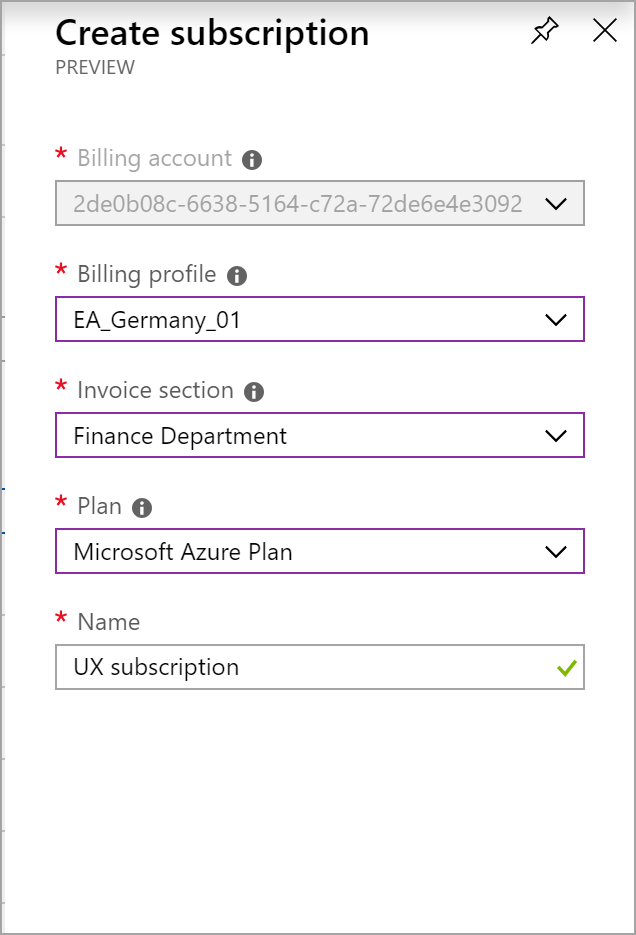 Create subscription
PREVIEW
* Billing account
2de0b08c-6638-5164-c72a-72de6e4e3092
* Billing profile
EA_Germany_01
* Invoice section
Finance Department
* Plan
Microsoft Azure Plan
* Name
UX subscription